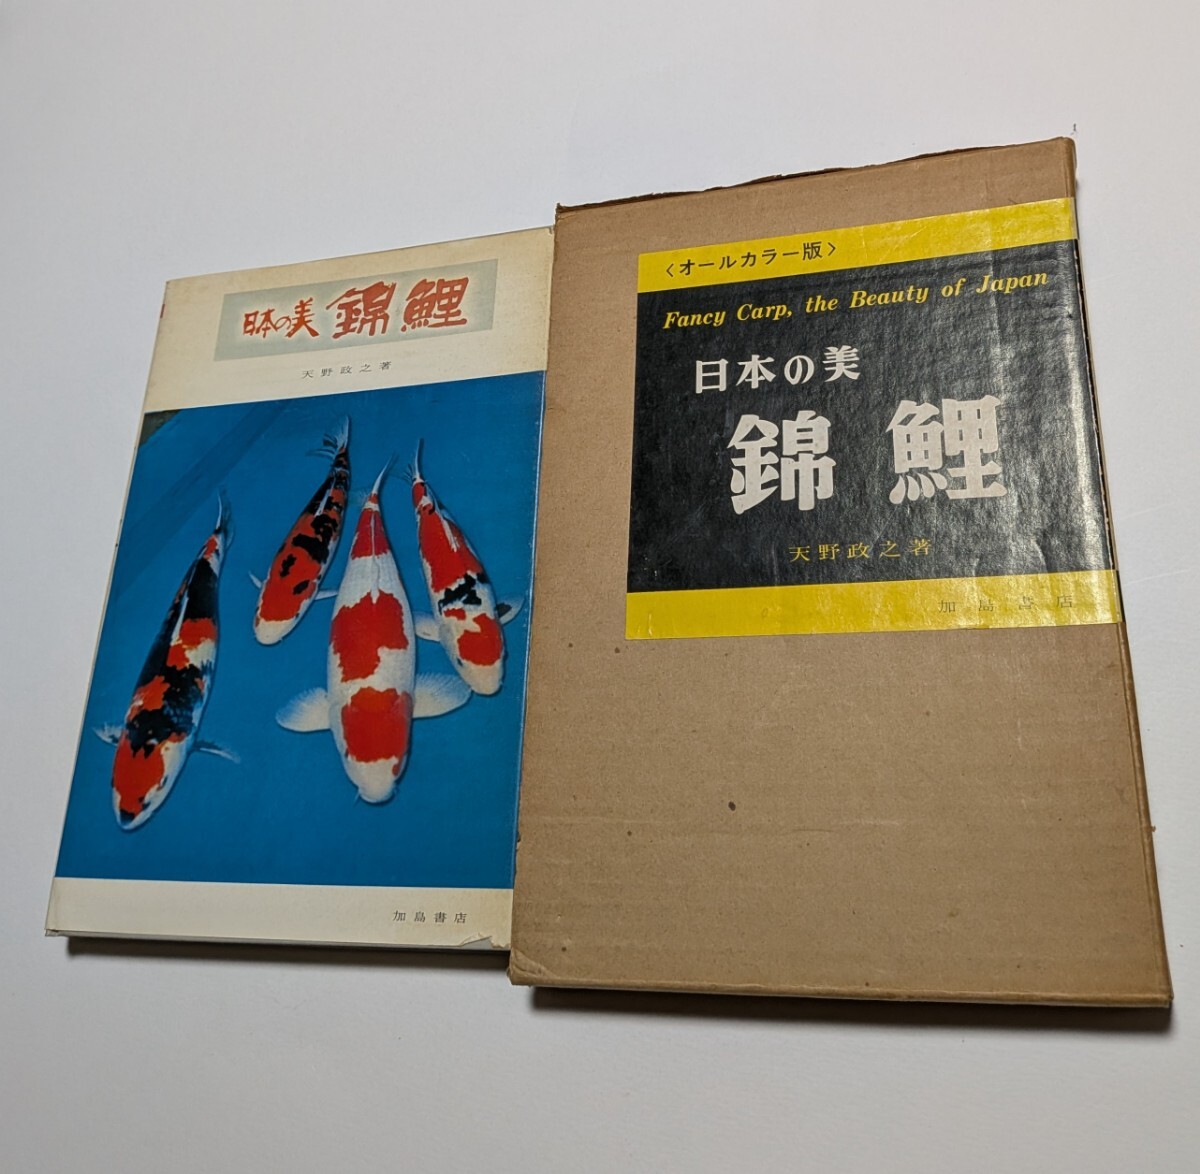 日本の美 錦鯉
天野政之著
加島書店
〈オールカラー版〉
Fancy Carp, the Beauty of Japan
日本の美
錦鯉
天野政之著
加島書店